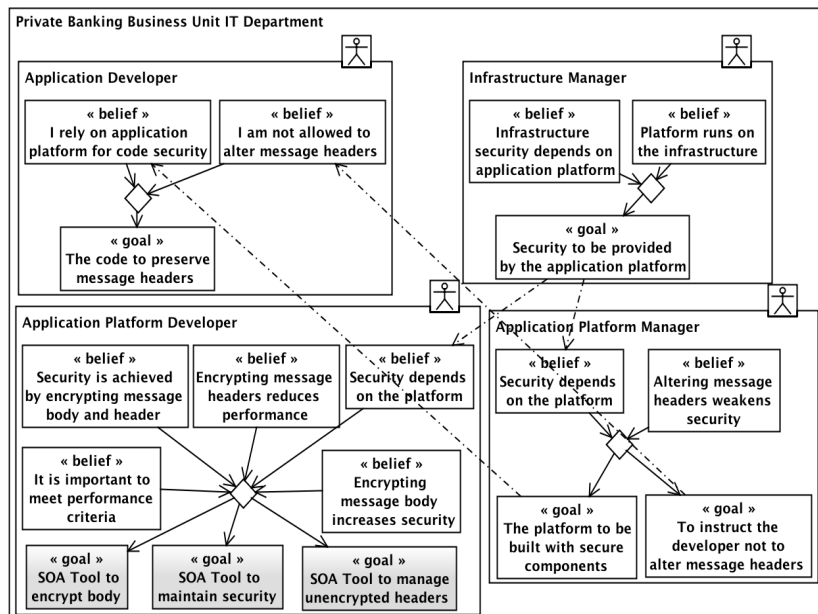 Private Banking Business Unit IT Department
Application Developer
« belief »
I rely on application
platform for code security
« belief »
I am not allowed to
alter message headers
« goal »
The code to preserve
message headers
Infrastructure Manager
« belief »
Infrastructure
security depends on
application platform
« belief »
Platform runs on
the infrastructure
« goal »
Security to be provided
by the application platform
Application Platform Developer
« belief »
Security is achieved
by encrypting message
body and header
« belief »
Encrypting message
headers reduces
performance
« belief »
Security depends
on the platform
« belief »
It is important to
meet performance
criteria
« belief »
Encrypting
message body
increases security
« goal »
SOA Tool to
encrypt body
« goal »
SOA Tool to
maintain security
« goal »
SOA Tool to manage
unencrypted headers
Application Platform Manager
« belief »
Security depends
on the platform
« belief »
Altering message
headers weakens
security
« goal »
The platform to be
built with secure
components
« goal »
To instruct the
developer not to
alter message headers